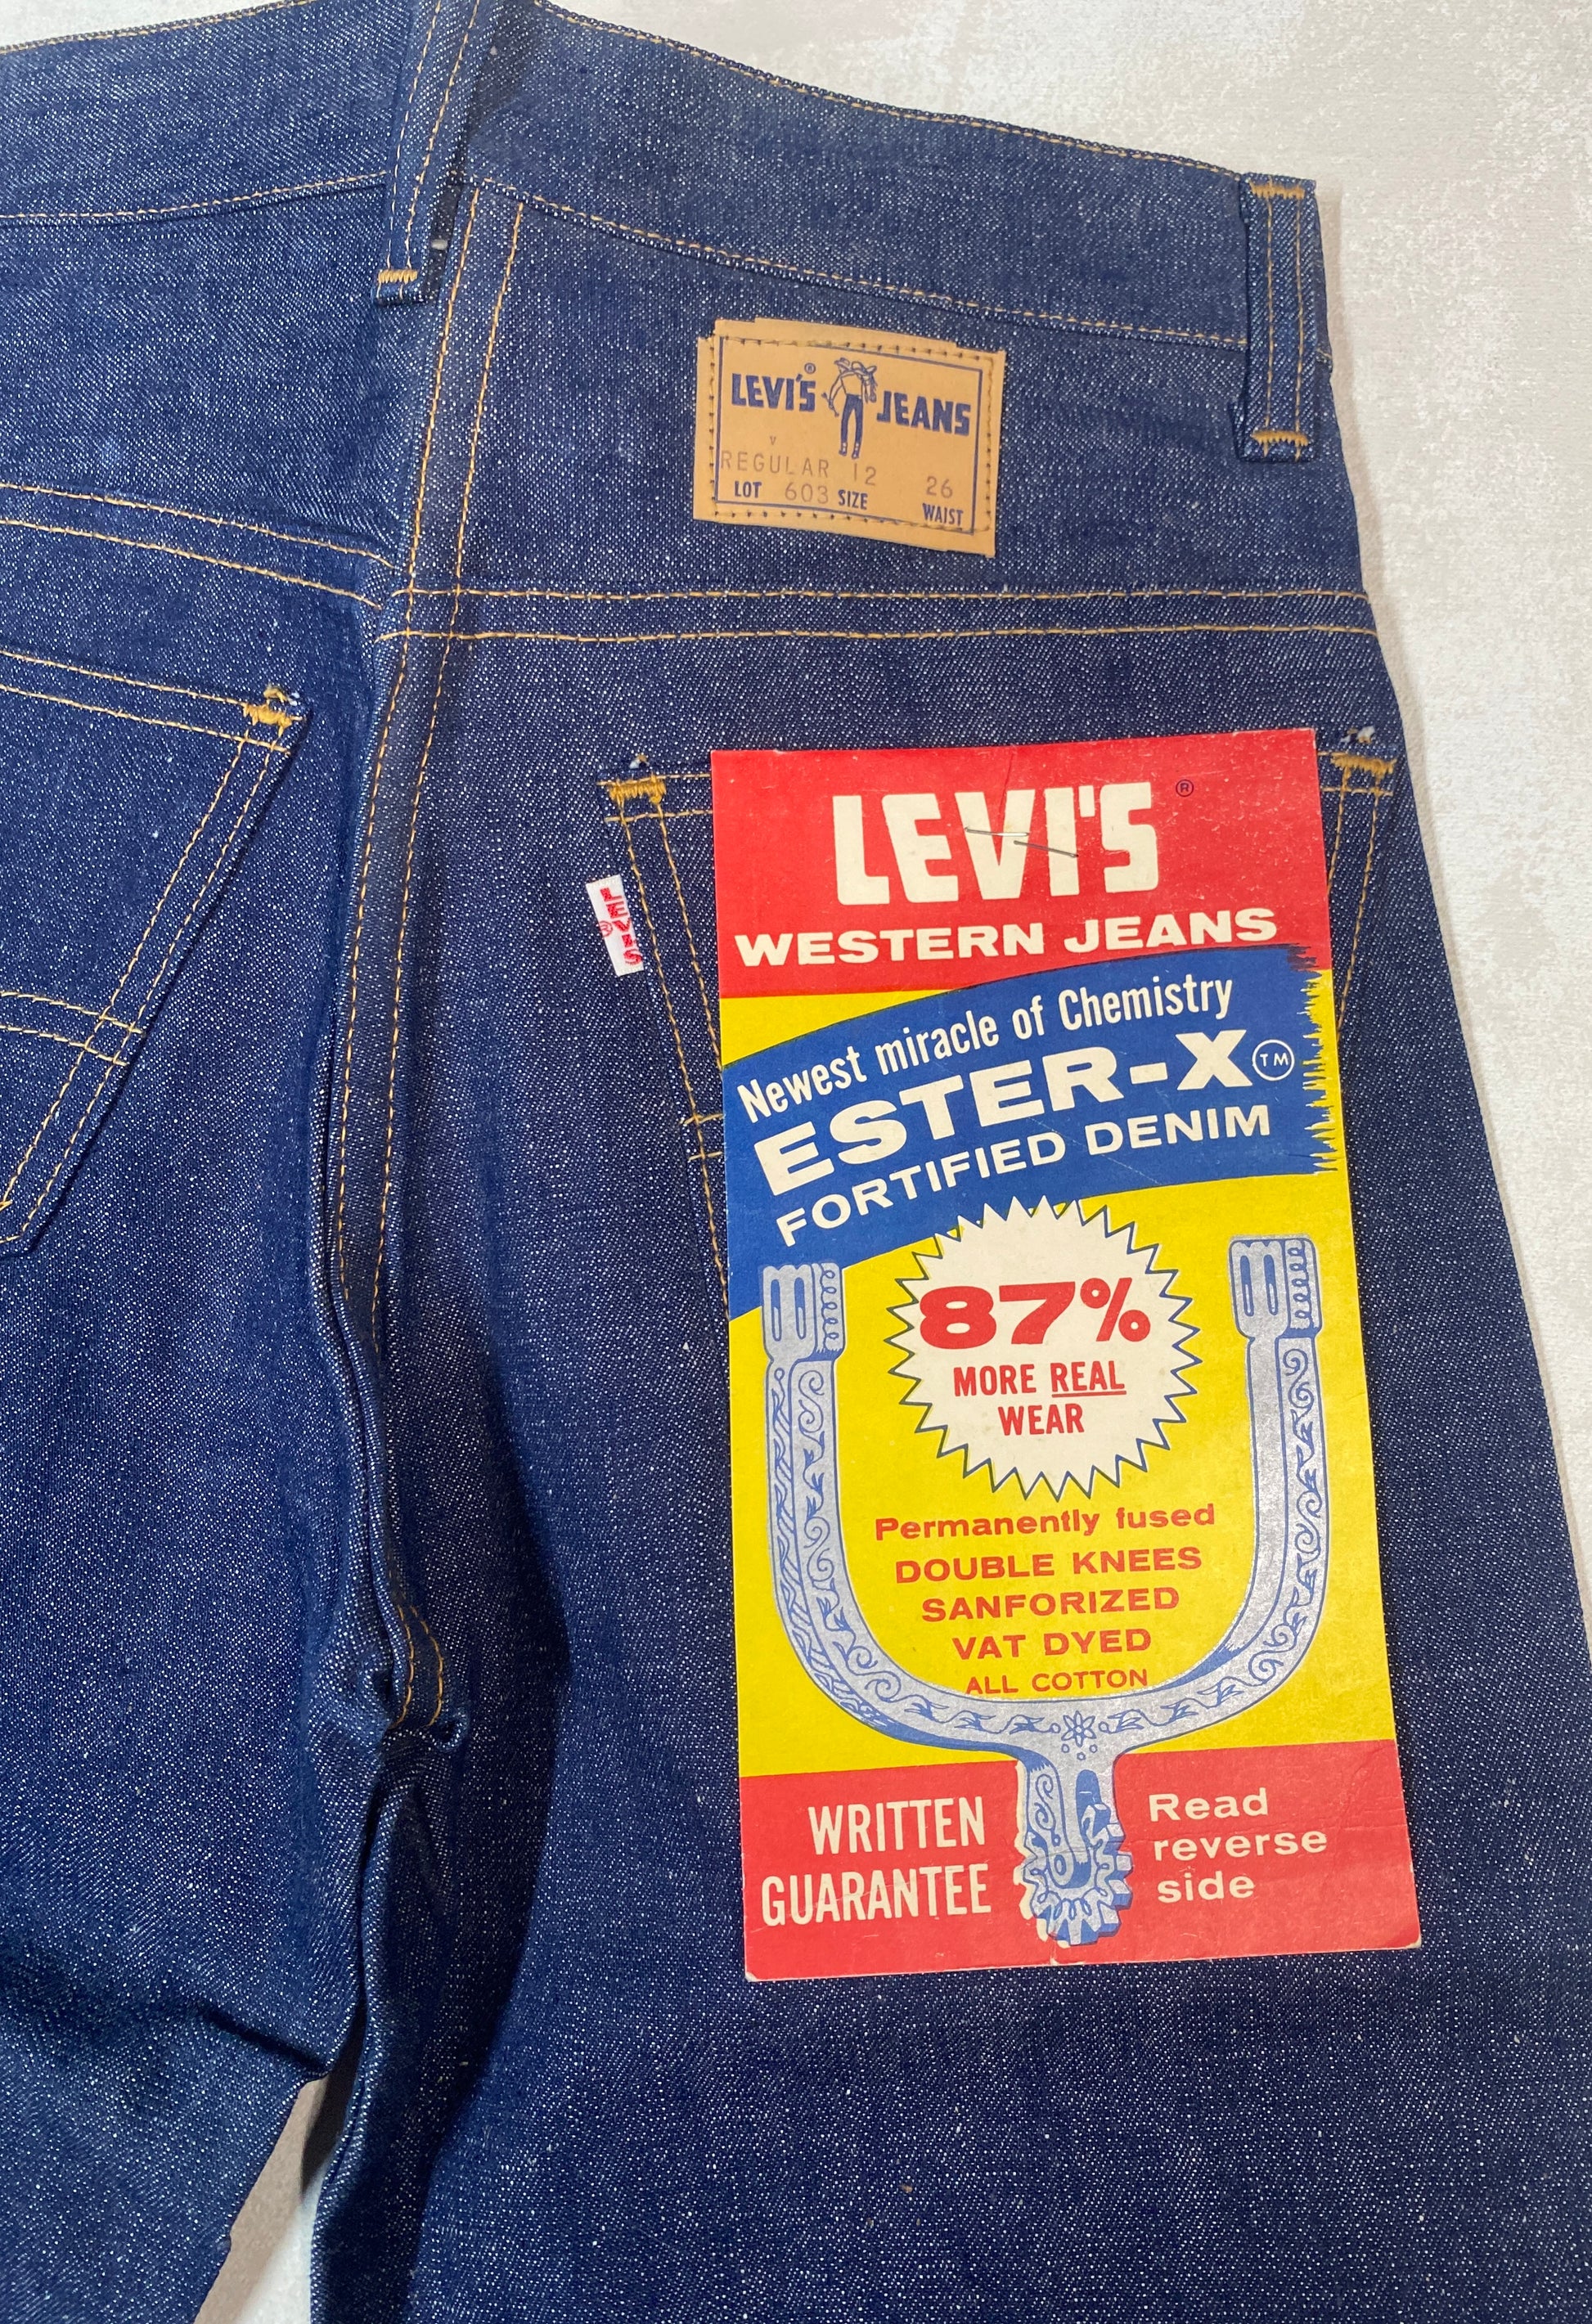 LEVI'S® JEANS
V
REGULAR 12 26
LOT 603 SIZE WAIST
LEVI'S®
LEVI'S®
WESTERN JEANS
Newest miracle of Chemistry
ESTER-X™
FORTIFIED DENIM
87%
MORE REAL
WEAR
Permanently fused
DOUBLE KNEES
SANFORIZED
VAT DYED
ALL COTTON
WRITTEN
GUARANTEE
Read
reverse
side